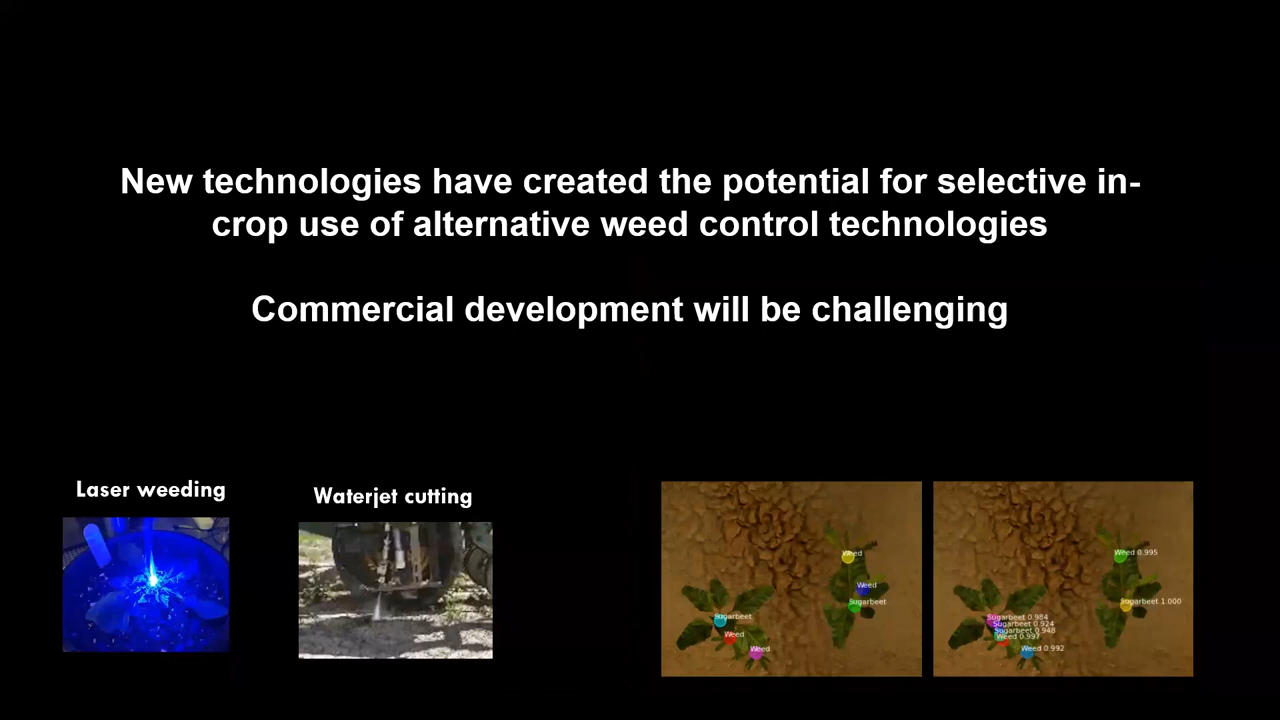 New technologies have created the potential for selective in-
crop use of alternative weed control technologies
Commercial development will be challenging
Laser weeding
Waterjet cutting
Weed
Weed
Sugarbeet
Sugarbeet
Weed
Weed
Weed 0.995
Sugarbeet 1.000
Sugarbeet 0.984
Sugarbeet 0.924
Sugarbeet 0.948
Weed 0.997
Weed 0.992